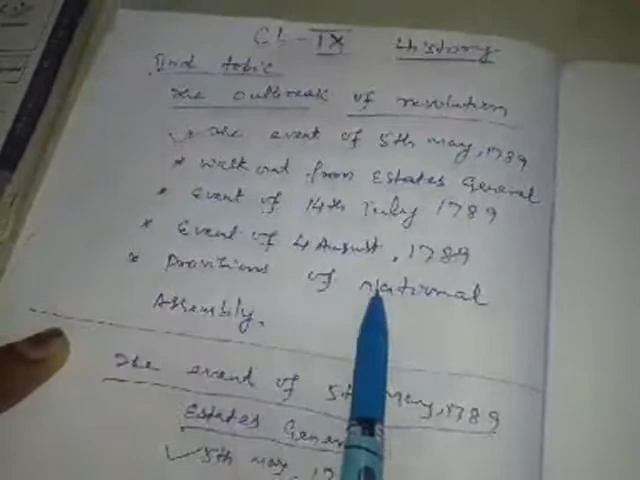 Cl - IX History
IInd topic
The outbreak of revolution
The event of 5th may, 1789
* Walk out from Estates General
* Event of 14th July 1789
* Event of 4 August, 1789
* Provisions of national
Assembly.
The event of 5th May, 1789
Estates Gener
5th may, 17